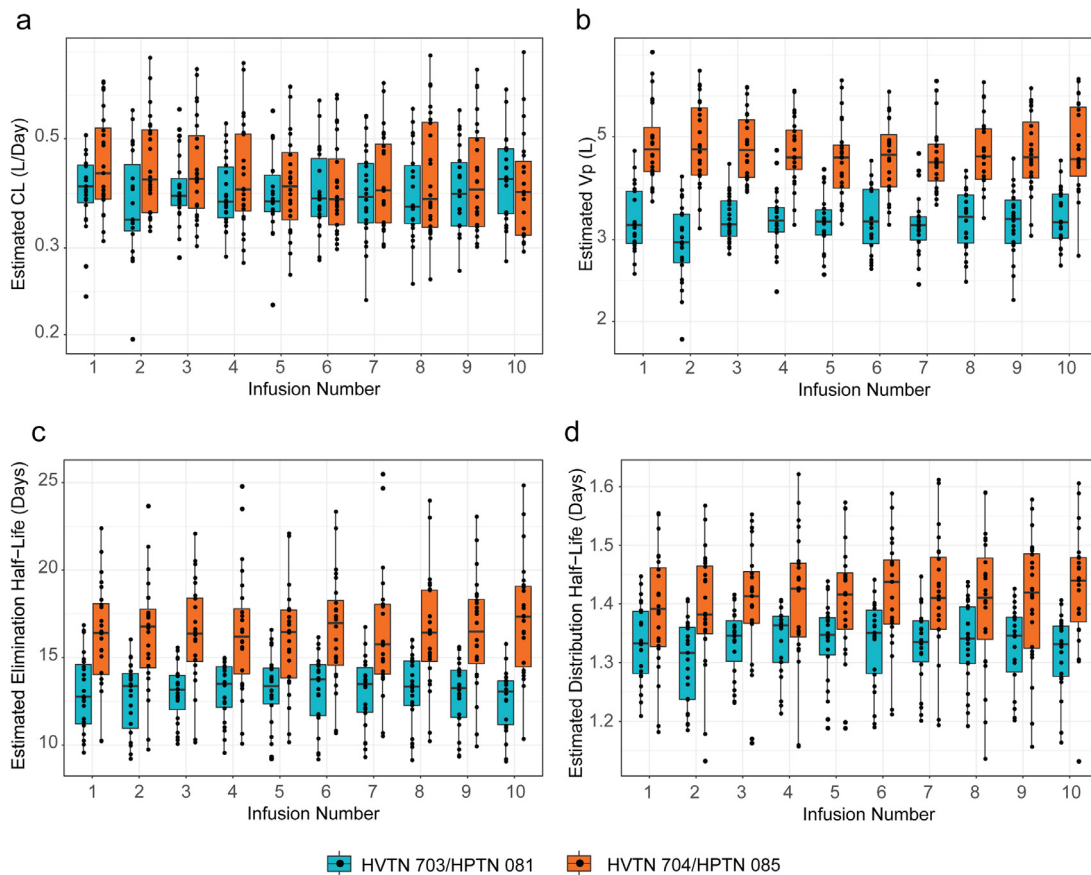 a
Estimated CL (L/Day)
0.5
0.3
0.2
1 2 3 4 5 6 7 8 9 10
Infusion Number
b
Estimated Vp (L)
5
3
2
1 2 3 4 5 6 7 8 9 10
Infusion Number
c
Estimated Elimination Half−Life (Days)
25
20
15
10
1 2 3 4 5 6 7 8 9 10
Infusion Number
d
Estimated Distribution Half−Life (Days)
1.6
1.5
1.4
1.3
1.2
1 2 3 4 5 6 7 8 9 10
Infusion Number
HVTN 703/HPTN 081 HVTN 704/HPTN 085